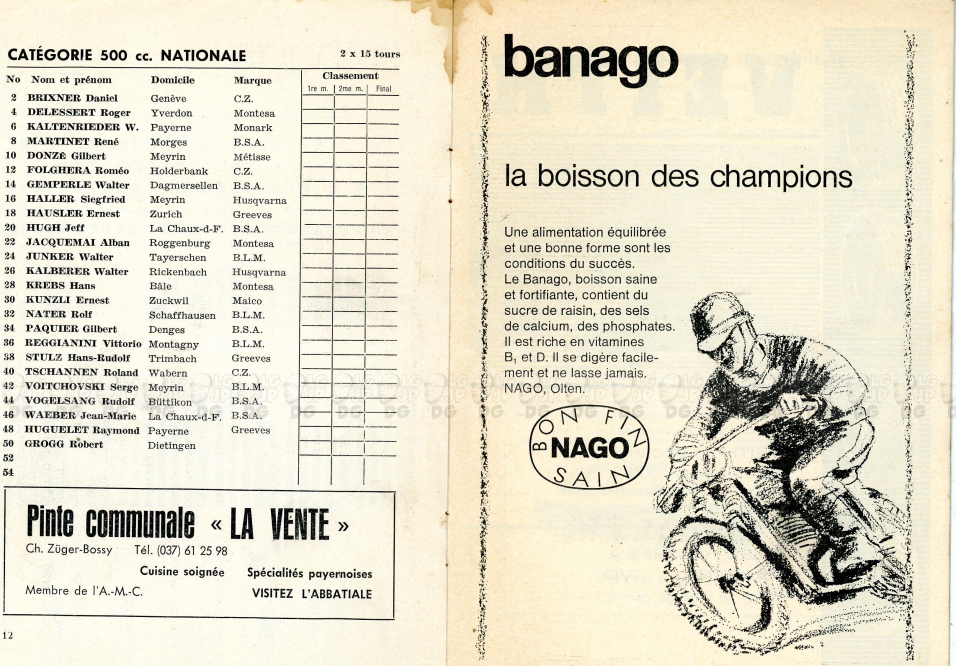 CATÉGORIE 500 cc. NATIONALE 2 x 15 tours
No Nom et prénom Domicile Marque Classement
1re m. 2me m. Final
2 BRIXNER Daniel Genève C.Z.
4 DELESSERT Roger Yverdon Montesa
6 KALTENRIEDER W. Payerne Monark
8 MARTINET René Morges B.S.A.
10 DONZÉ Gilbert Meyrin Métisse
12 FOLGHERA Roméo Holderbank C.Z.
14 GEMPERLE Walter Dagmersellen B.S.A.
16 HALLER Siegfried Meyrin Husqvarna
18 HAUSLER Ernest Zurich Greeves
20 HUGH Jeff La Chaux-d-F. B.S.A.
22 JACQUEMAI Alban Roggenburg Montesa
24 JUNKER Walter Tayerschen B.L.M.
26 KALBERER Walter Rickenbach Husqvarna
28 KREBS Hans Bâle Montesa
30 KUNZLI Ernest Zuckwil Maico
32 NATER Rolf Schaffhausen B.L.M.
34 PAQUIER Gilbert Denges B.S.A.
36 REGGIANINI Vittorio Montagny B.L.M.
38 STULZ Hans-Rudolf Trimbach Greeves
40 TSCHANNEN Roland Wabern C.Z.
42 VOITCHOVSKI Serge Meyrin B.L.M.
44 VOGELSANG Rudolf Büttikon B.S.A.
46 WAEBER Jean-Marie La Chaux-d-F. B.S.A.
48 HUGUELET Raymond Payerne Greeves
50 GROGG Robert Dietingen
52
54
Pinte communale « LA VENTE »
Ch. Züger-Bossy Tél. (037) 61 25 98
Cuisine soignée Spécialités payernoises
Membre de l'A.-M.-C. VISITEZ L'ABBATIALE
12
banago
la boisson des champions
Une alimentation équilibrée
et une bonne forme sont les
conditions du succès.
Le Banago, boisson saine
et fortifiante, contient du
sucre de raisin, des sels
de calcium, des phosphates.
Il est riche en vitamines
B₁ et D. Il se digère facile-
ment et ne lasse jamais.
NAGO, Olten.
BON FIN
NAGO
SAIN